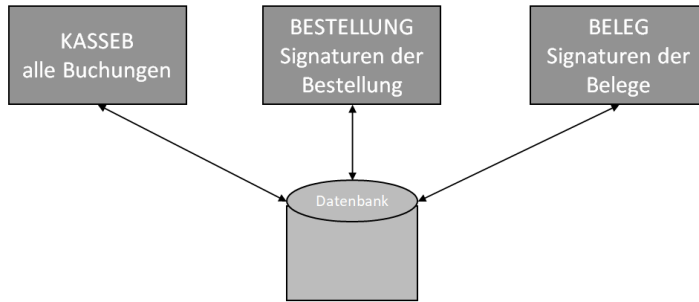 KASSEB
alle Buchungen
BESTELLUNG
Signaturen der
Bestellung
BELEG
Signaturen der
Belege
Datenbank